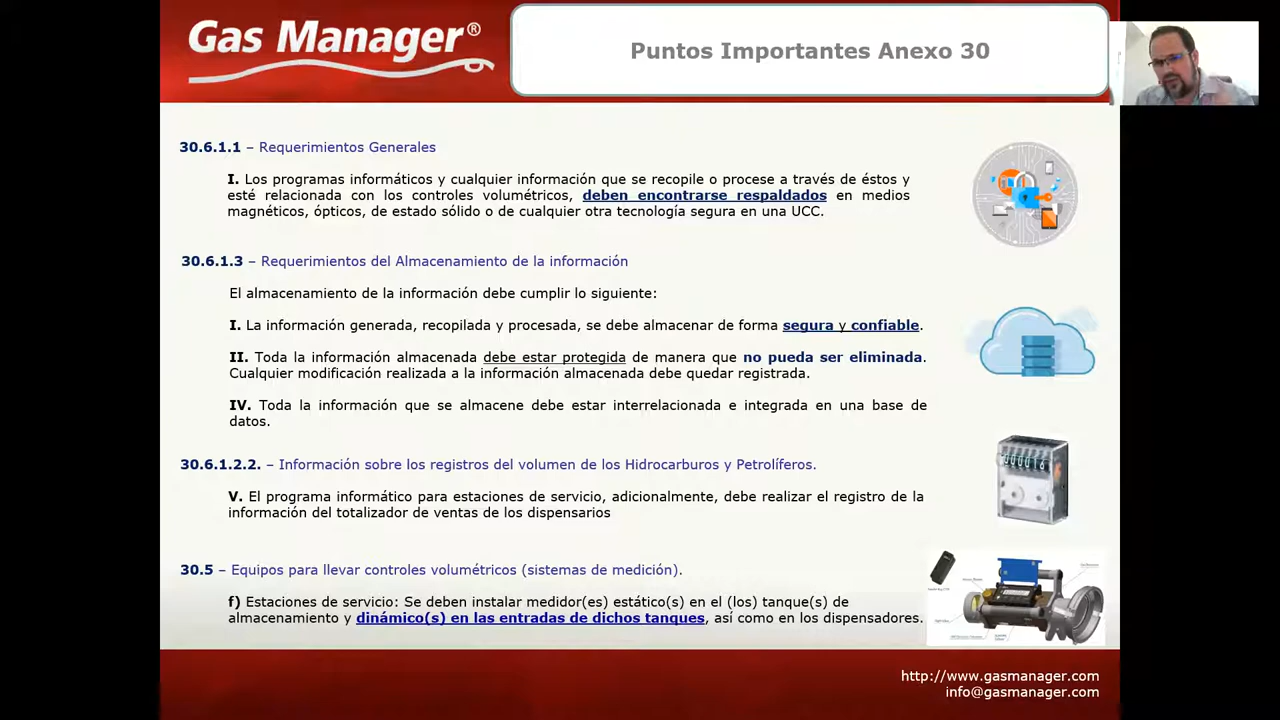 Gas Manager®
Puntos Importantes Anexo 30
30.6.1.1 – Requerimientos Generales
I. Los programas informáticos y cualquier información que se recopile o procese a través de éstos y
esté relacionada con los controles volumétricos, deben encontrarse respaldados en medios
magnéticos, ópticos, de estado sólido o de cualquier otra tecnología segura en una UCC.
30.6.1.3 – Requerimientos del Almacenamiento de la información
El almacenamiento de la información debe cumplir lo siguiente:
I. La información generada, recopilada y procesada, se debe almacenar de forma segura y confiable.
II. Toda la información almacenada debe estar protegida de manera que no pueda ser eliminada.
Cualquier modificación realizada a la información almacenada debe quedar registrada.
IV. Toda la información que se almacene debe estar interrelacionada e integrada en una base de
datos.
30.6.1.2.2. – Información sobre los registros del volumen de los Hidrocarburos y Petrolíferos.
V. El programa informático para estaciones de servicio, adicionalmente, debe realizar el registro de la
información del totalizador de ventas de los dispensarios
30.5 – Equipos para llevar controles volumétricos (sistemas de medición).
f) Estaciones de servicio: Se deben instalar medidor(es) estático(s) en el (los) tanque(s) de
almacenamiento y dinámico(s) en las entradas de dichos tanques, así como en los dispensadores.
http://www.gasmanager.com
info@gasmanager.com